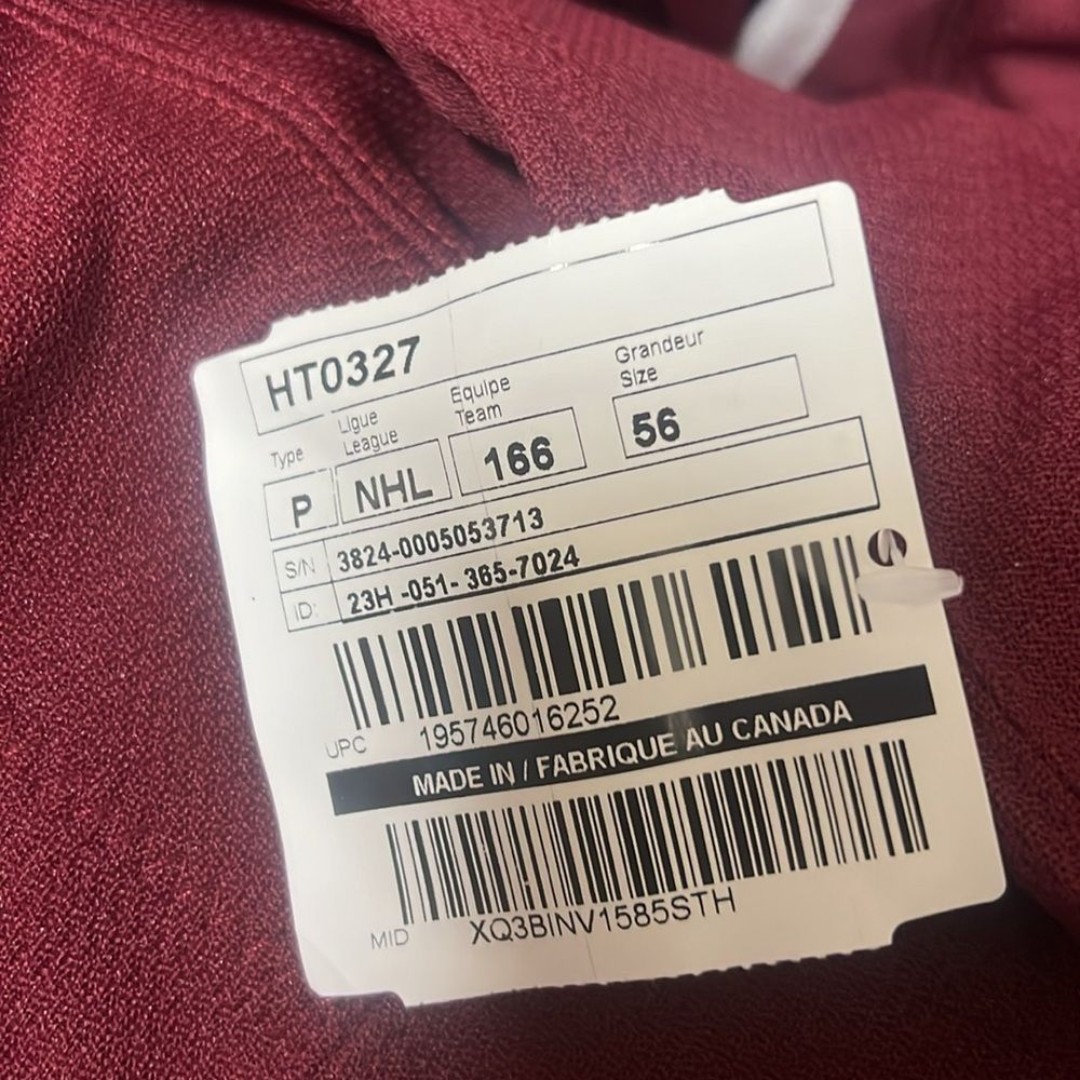 HT0327
Type
Ligue
League
Equipe
Team
Grandeur
Size
P
NHL
166
56
S/N 3824-0005053713
ID: 23H -051- 365-7024
UPC 195746016252
MADE IN / FABRIQUE AU CANADA
MID XQ3BINV1585STH